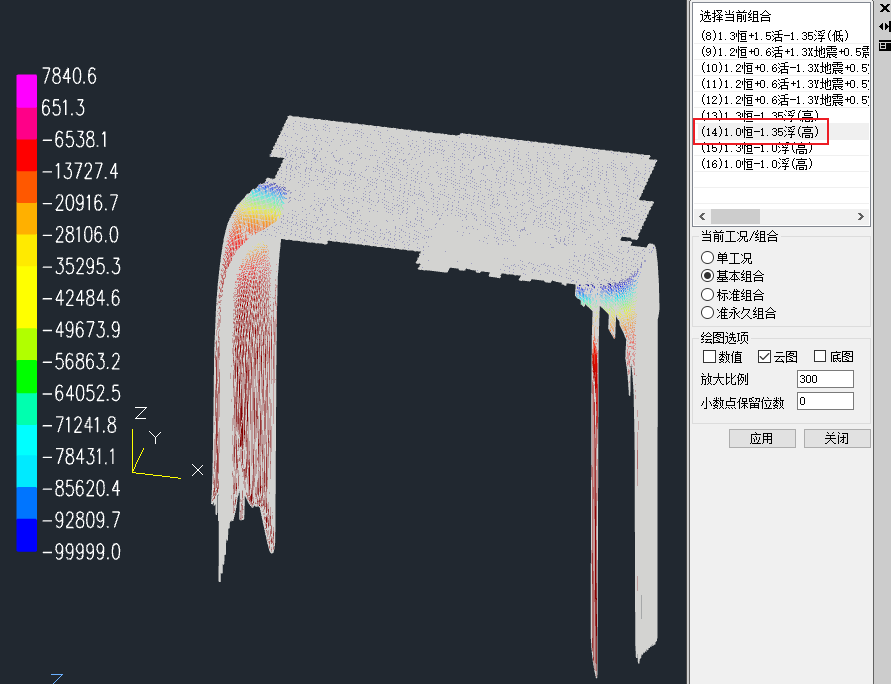 7840.6
651.3
-6538.1
-13727.4
-20916.7
-28106.0
-35295.3
-42484.6
-49673.9
-56863.2
-64052.5
-71241.8
-78431.1
-85620.4
-92809.7
-99999.0
Z
Y
X
Z
选择当前组合
(8)1.3恒+1.5活-1.35浮(低)
(9)1.2恒+0.6活+1.3X地震+0.5
(10)1.2恒+0.6活-1.3X地震+0.5
(11)1.2恒+0.6活+1.3Y地震+0.5
(12)1.2恒+0.6活-1.3Y地震+0.5
(13)1.3恒-1.35浮(高)
(14)1.0恒-1.35浮(高)
(15)1.3恒-1.0浮(高)
(16)1.0恒-1.0浮(高)
当前工况/组合
单工况
基本组合
标准组合
准永久组合
绘图选项
数值 云图 底图
放大比例 300
小数点保留位数 0
应用 关闭